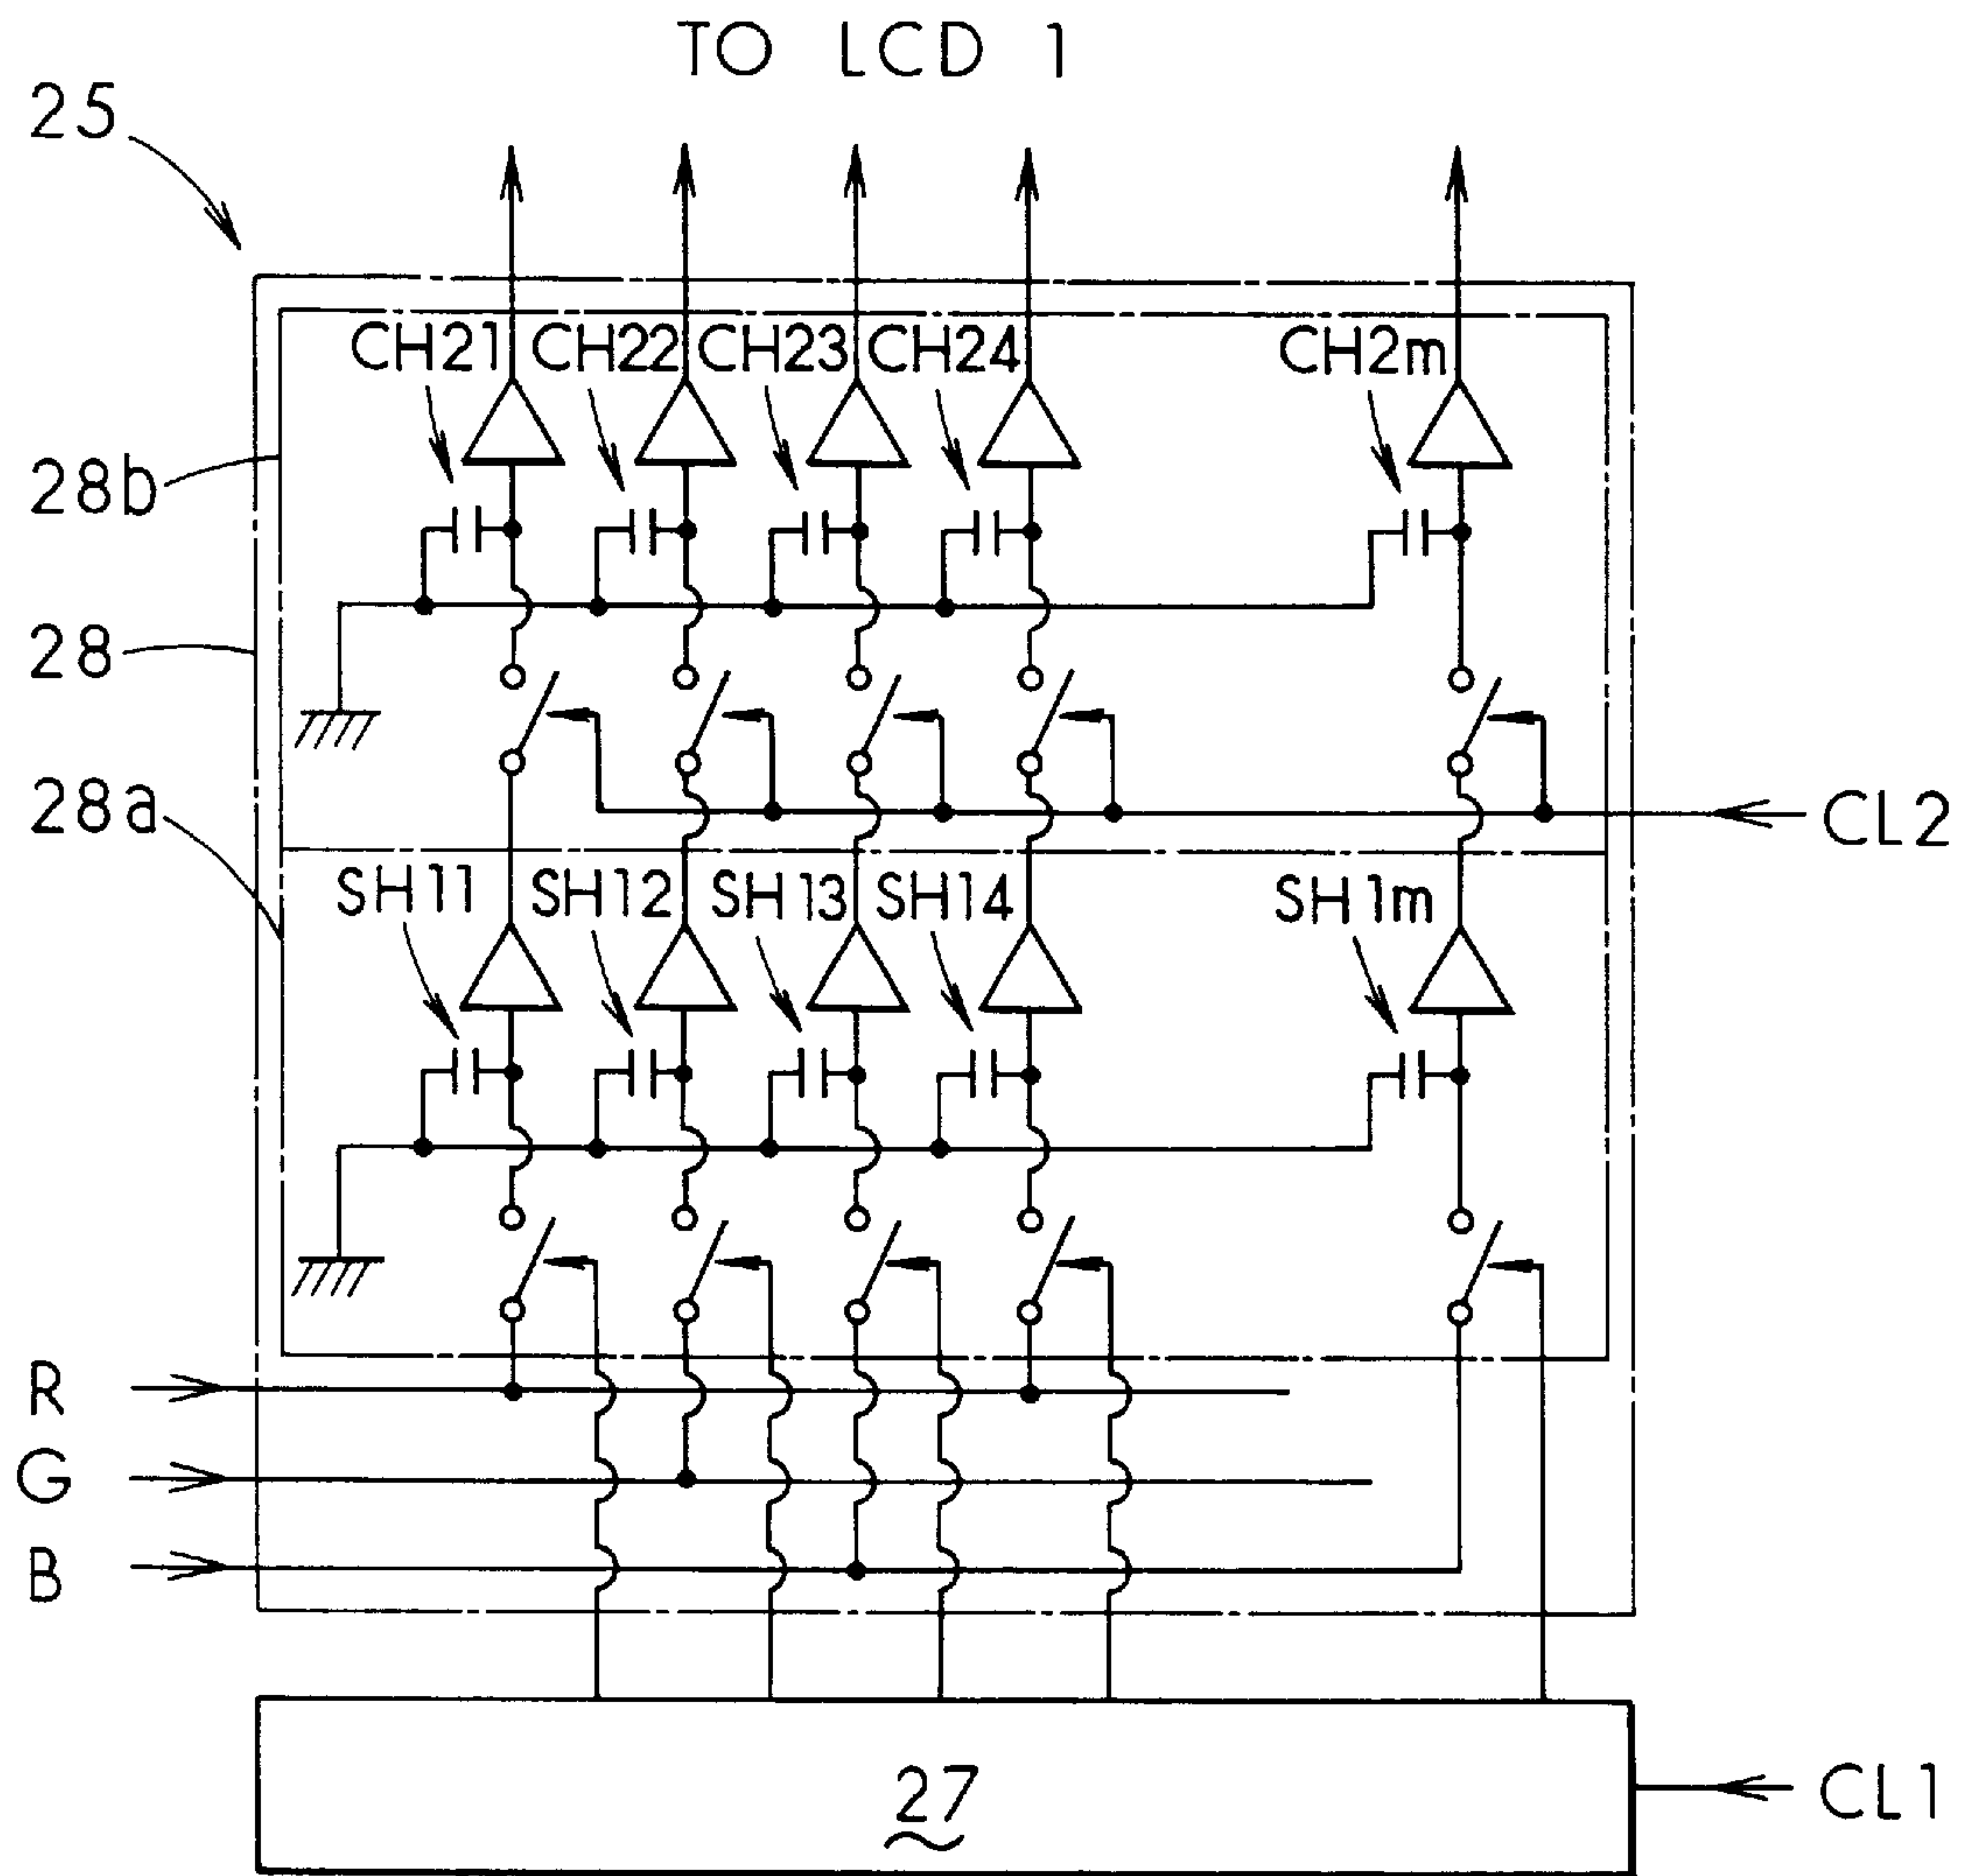 TO LCD 1
25
CH21 CH22 CH23 CH24 CH2m
28b
28
28a
CL2
SH11 SH12 SH13 SH14 SH1m
R
G
B
27
CL1